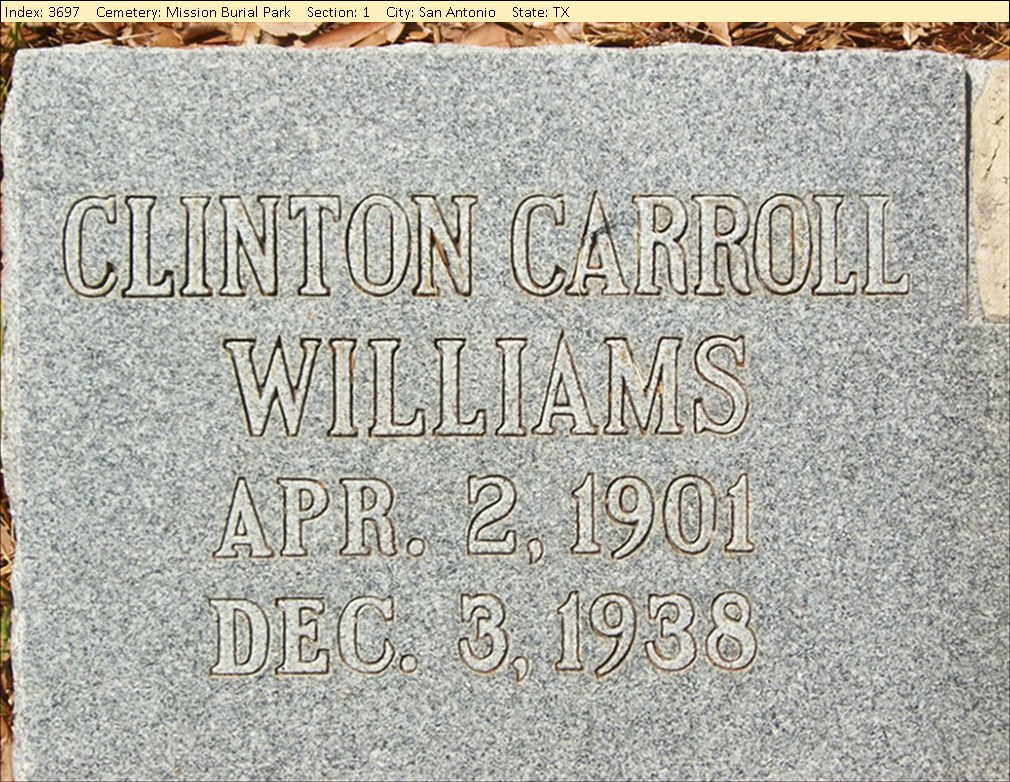 Index: 3697 Cemetery: Mission Burial Park Section: 1 City: San Antonio State: TX
CLINTON CARROLL
WILLIAMS
APR. 2, 1901
DEC. 3, 1938